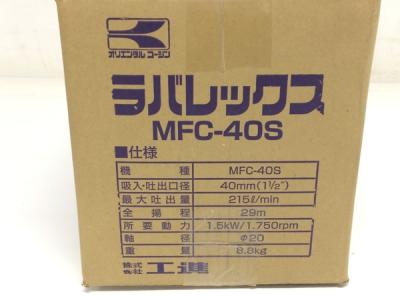 オリエンタル コーシン
ラバレックス
MFC-40S
■仕様
機種 MFC-40S
吸入・吐出口径 40mm(1½")
最大吐出量 215ℓ/min
全揚程 29m
所要動力 1.5kW/1.750rpm
軸径 φ20
重量 8.8kg
株式会社 工進